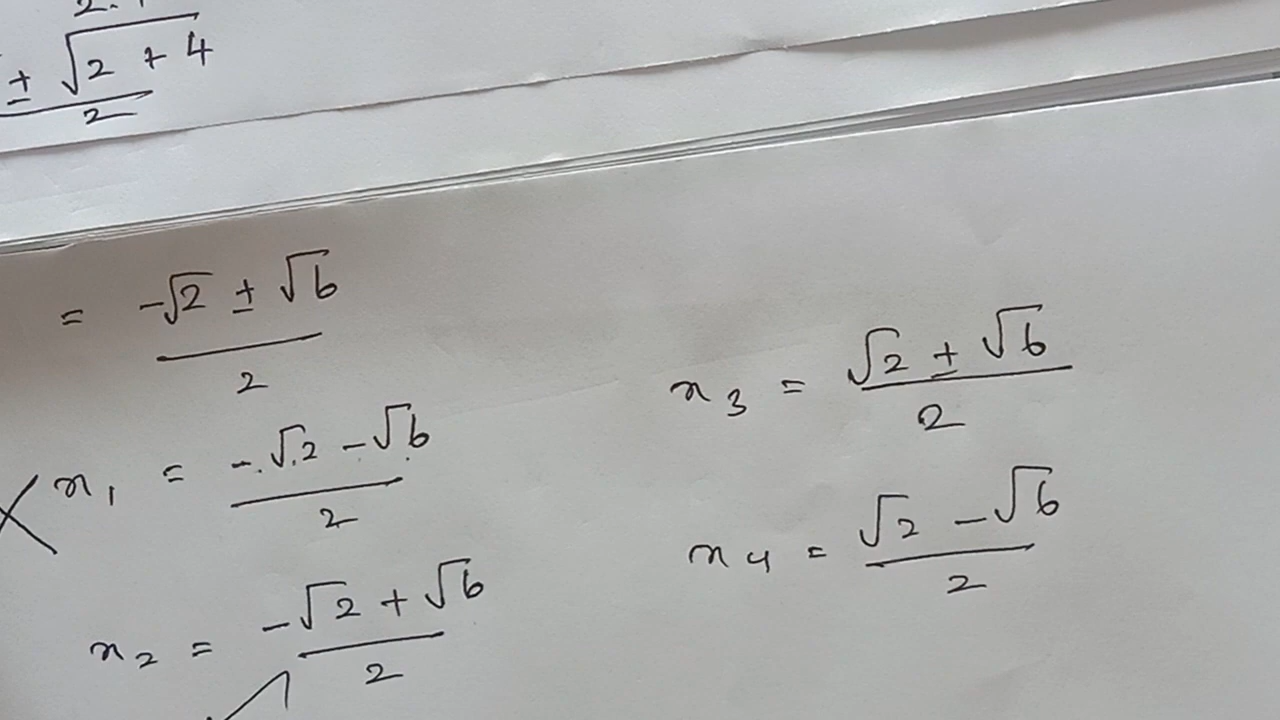 ± √2 + 4
2
= -√2 ± √6
2
x₁ = -√2 - √6
2
x₂ = -√2 + √6
2
x₃ = √2 ± √6
2
x₄ = √2 - √6
2